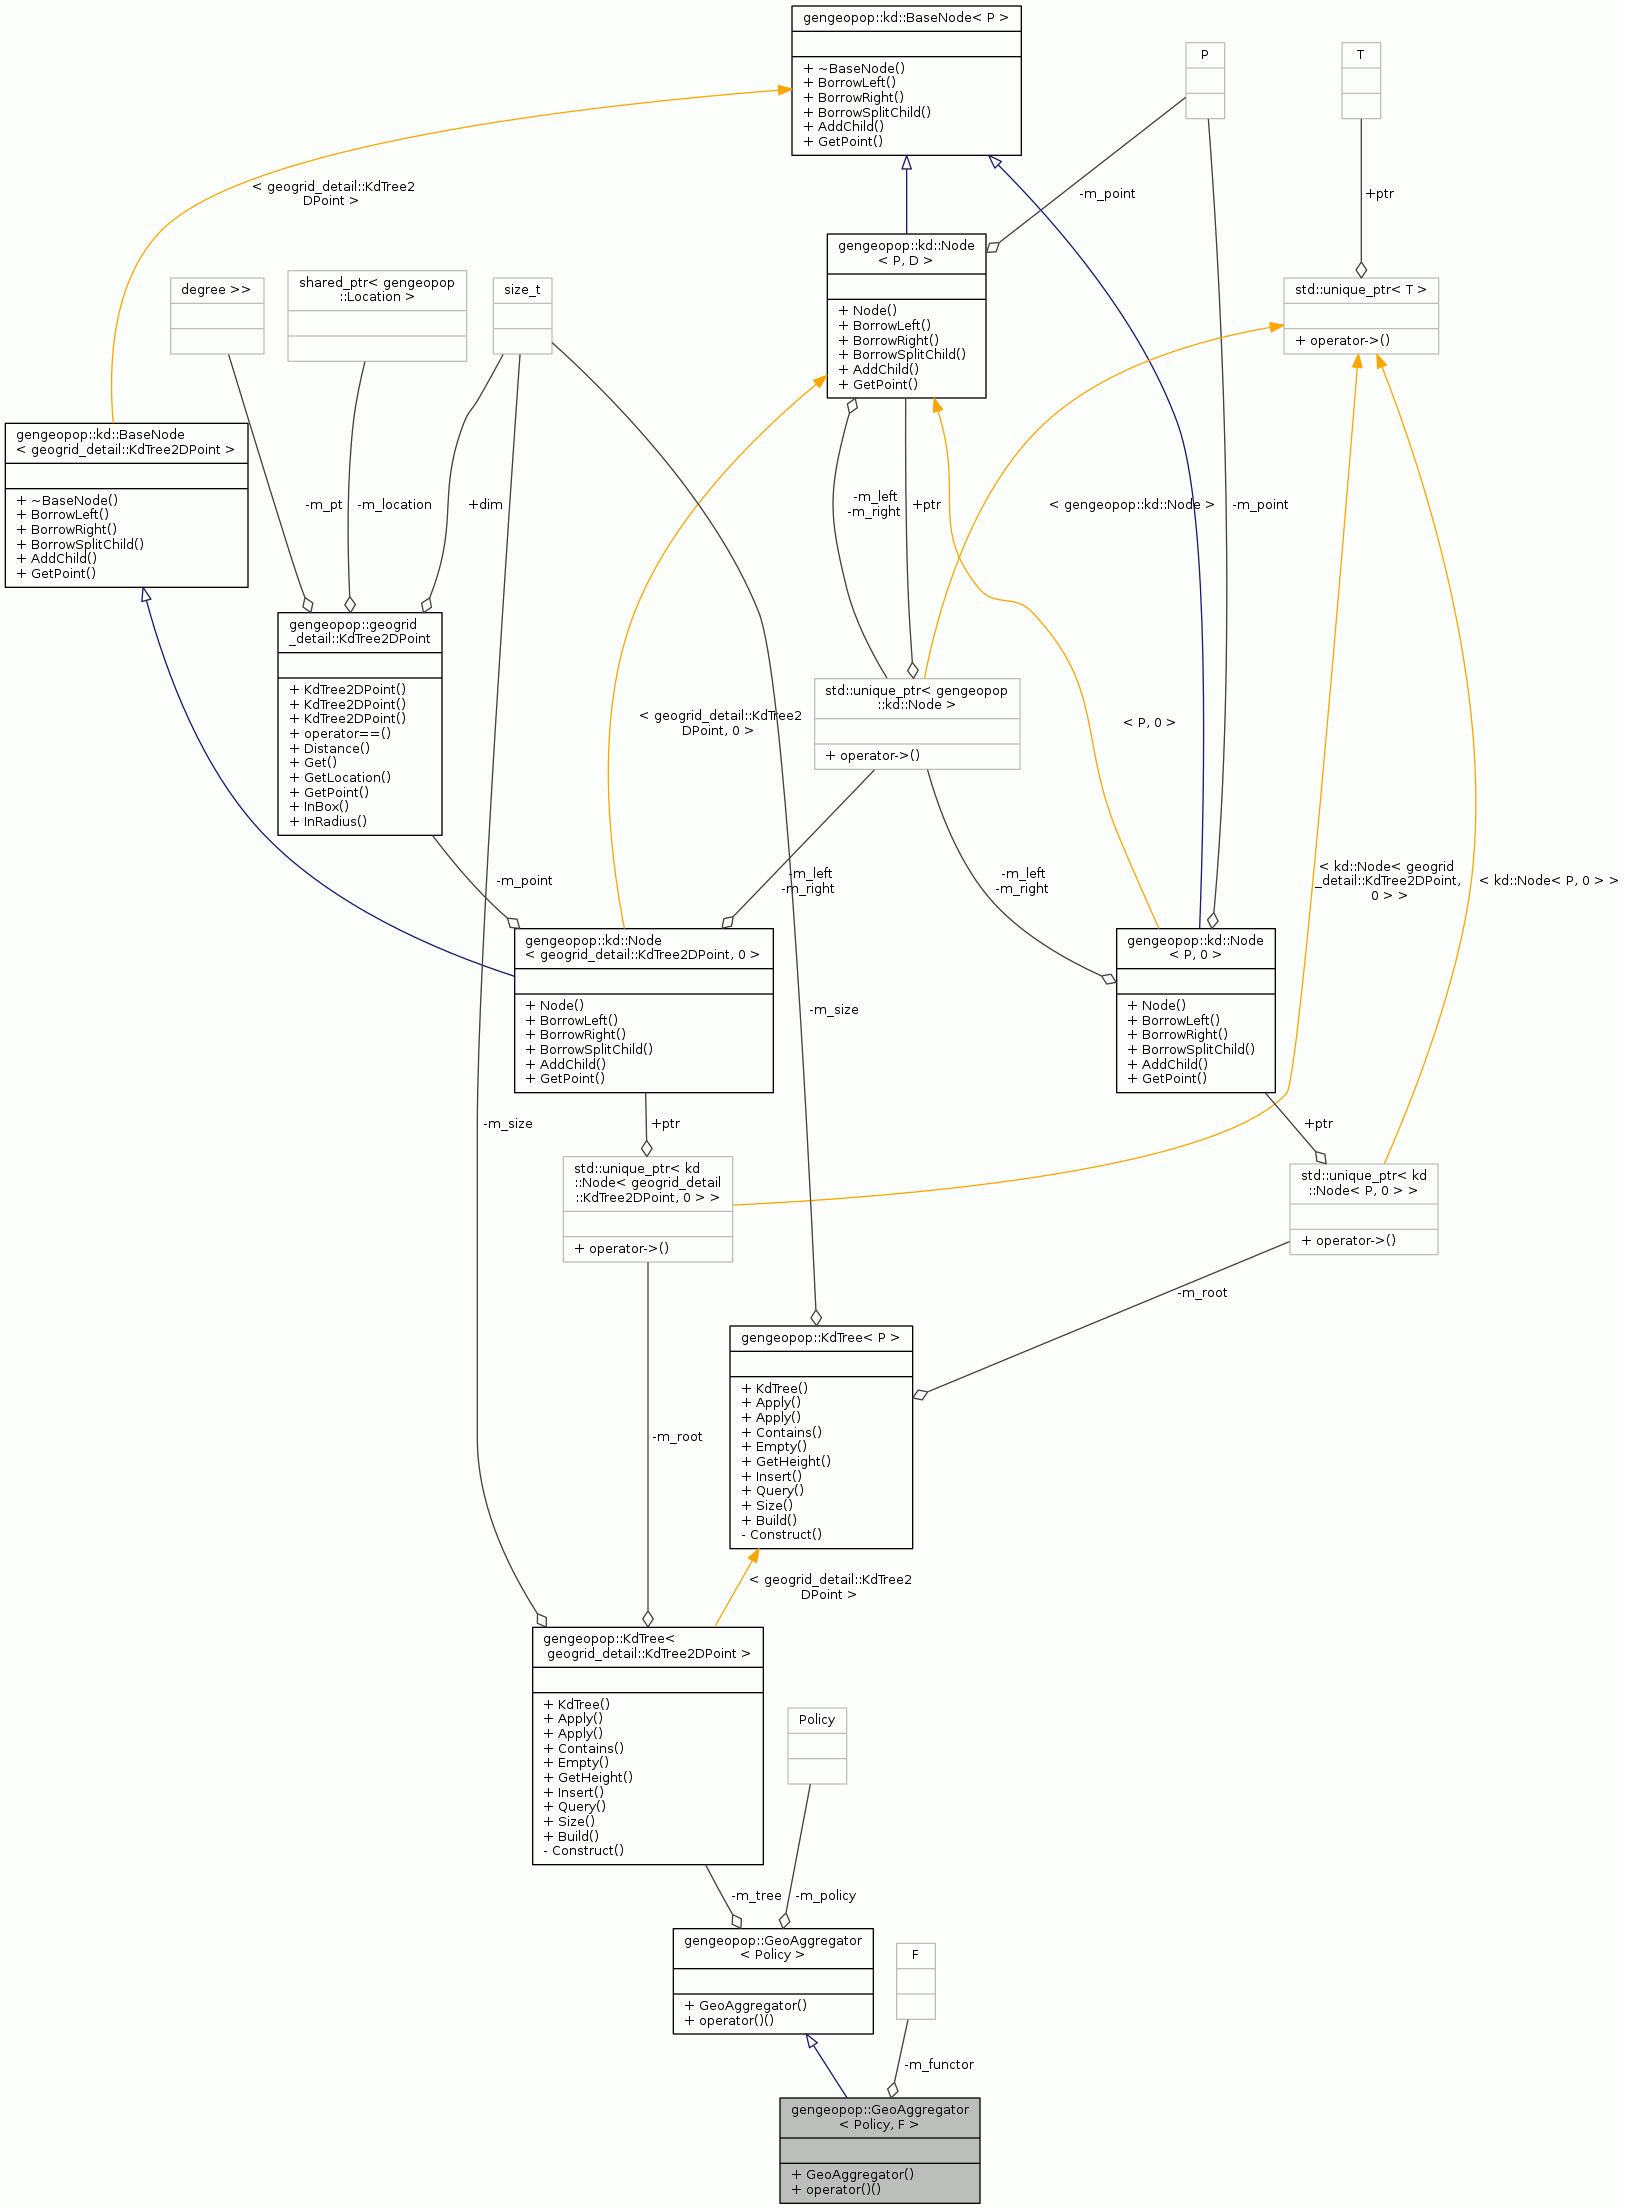 gengeopop::kd::BaseNode< P >
+ ~BaseNode()
+ BorrowLeft()
+ BorrowRight()
+ BorrowSplitChild()
+ AddChild()
+ GetPoint()
P
T
< geogrid_detail::KdTree2
DPoint >
-m_point
+ptr
gengeopop::kd::Node
< P, D >
+ Node()
+ BorrowLeft()
+ BorrowRight()
+ BorrowSplitChild()
+ AddChild()
+ GetPoint()
degree >>
shared_ptr< gengeopop
::Location >
size_t
std::unique_ptr< T >
+ operator->()
gengeopop::kd::BaseNode
< geogrid_detail::KdTree2DPoint >
+ ~BaseNode()
+ BorrowLeft()
+ BorrowRight()
+ BorrowSplitChild()
+ AddChild()
+ GetPoint()
-m_pt
-m_location
+dim
-m_left
-m_right
+ptr
< gengeopop::kd::Node >
-m_point
gengeopop::geogrid
_detail::KdTree2DPoint
+ KdTree2DPoint()
+ KdTree2DPoint()
+ KdTree2DPoint()
+ operator==()
+ Distance()
+ Get()
+ GetLocation()
+ GetPoint()
+ InBox()
+ InRadius()
< geogrid_detail::KdTree2
DPoint, 0 >
std::unique_ptr< gengeopop
::kd::Node >
+ operator->()
< P, 0 >
-m_point
-m_left
-m_right
-m_left
-m_right
< kd::Node< geogrid
_detail::KdTree2DPoint,
0 > >
< kd::Node< P, 0 > >
gengeopop::kd::Node
< geogrid_detail::KdTree2DPoint, 0 >
+ Node()
+ BorrowLeft()
+ BorrowRight()
+ BorrowSplitChild()
+ AddChild()
+ GetPoint()
-m_size
gengeopop::kd::Node
< P, 0 >
+ Node()
+ BorrowLeft()
+ BorrowRight()
+ BorrowSplitChild()
+ AddChild()
+ GetPoint()
-m_size
+ptr
+ptr
std::unique_ptr< kd
::Node< geogrid_detail
::KdTree2DPoint, 0 > >
+ operator->()
std::unique_ptr< kd
::Node< P, 0 > >
+ operator->()
-m_root
gengeopop::KdTree< P >
+ KdTree()
+ Apply()
+ Apply()
+ Contains()
+ Empty()
+ GetHeight()
+ Insert()
+ Query()
+ Size()
+ Build()
- Construct()
-m_root
< geogrid_detail::KdTree2
DPoint >
gengeopop::KdTree<
geogrid_detail::KdTree2DPoint >
+ KdTree()
+ Apply()
+ Apply()
+ Contains()
+ Empty()
+ GetHeight()
+ Insert()
+ Query()
+ Size()
+ Build()
- Construct()
Policy
-m_tree
-m_policy
gengeopop::GeoAggregator
< Policy >
+ GeoAggregator()
+ operator()()
F
-m_functor
gengeopop::GeoAggregator
< Policy, F >
+ GeoAggregator()
+ operator()()